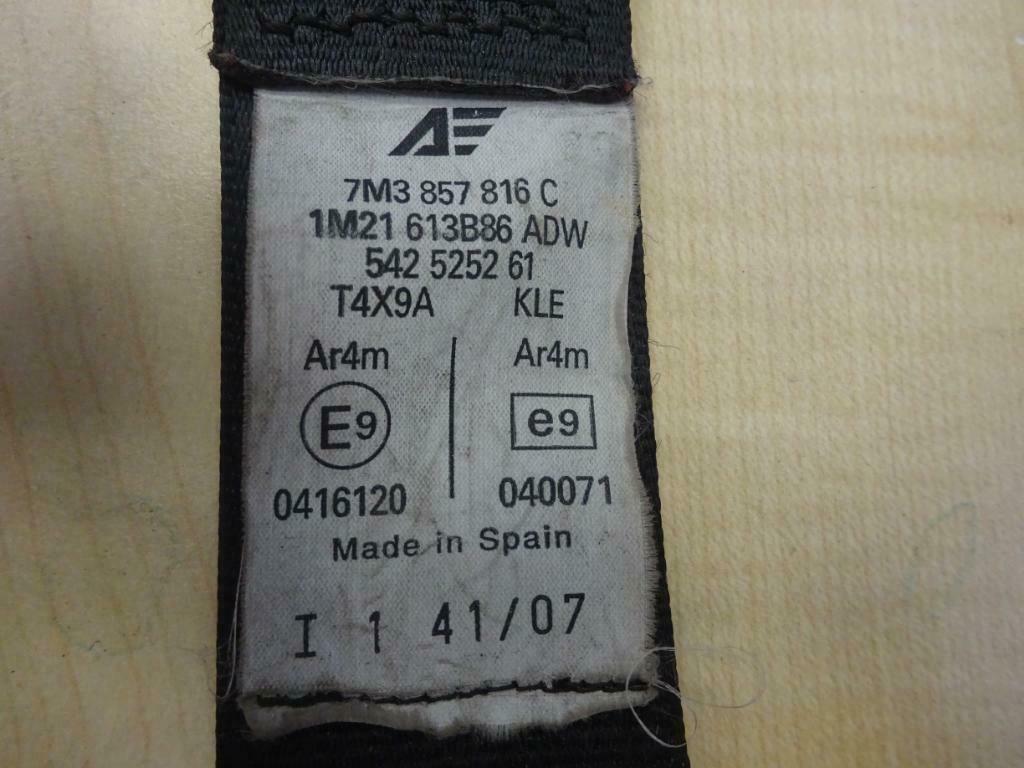 AE
7M3 857 816 C
1M21 613B86 ADW
542 5252 61
T4X9A KLE
Ar4m Ar4m
E9 e9
0416120 040071
Made in Spain
I 1 41/07